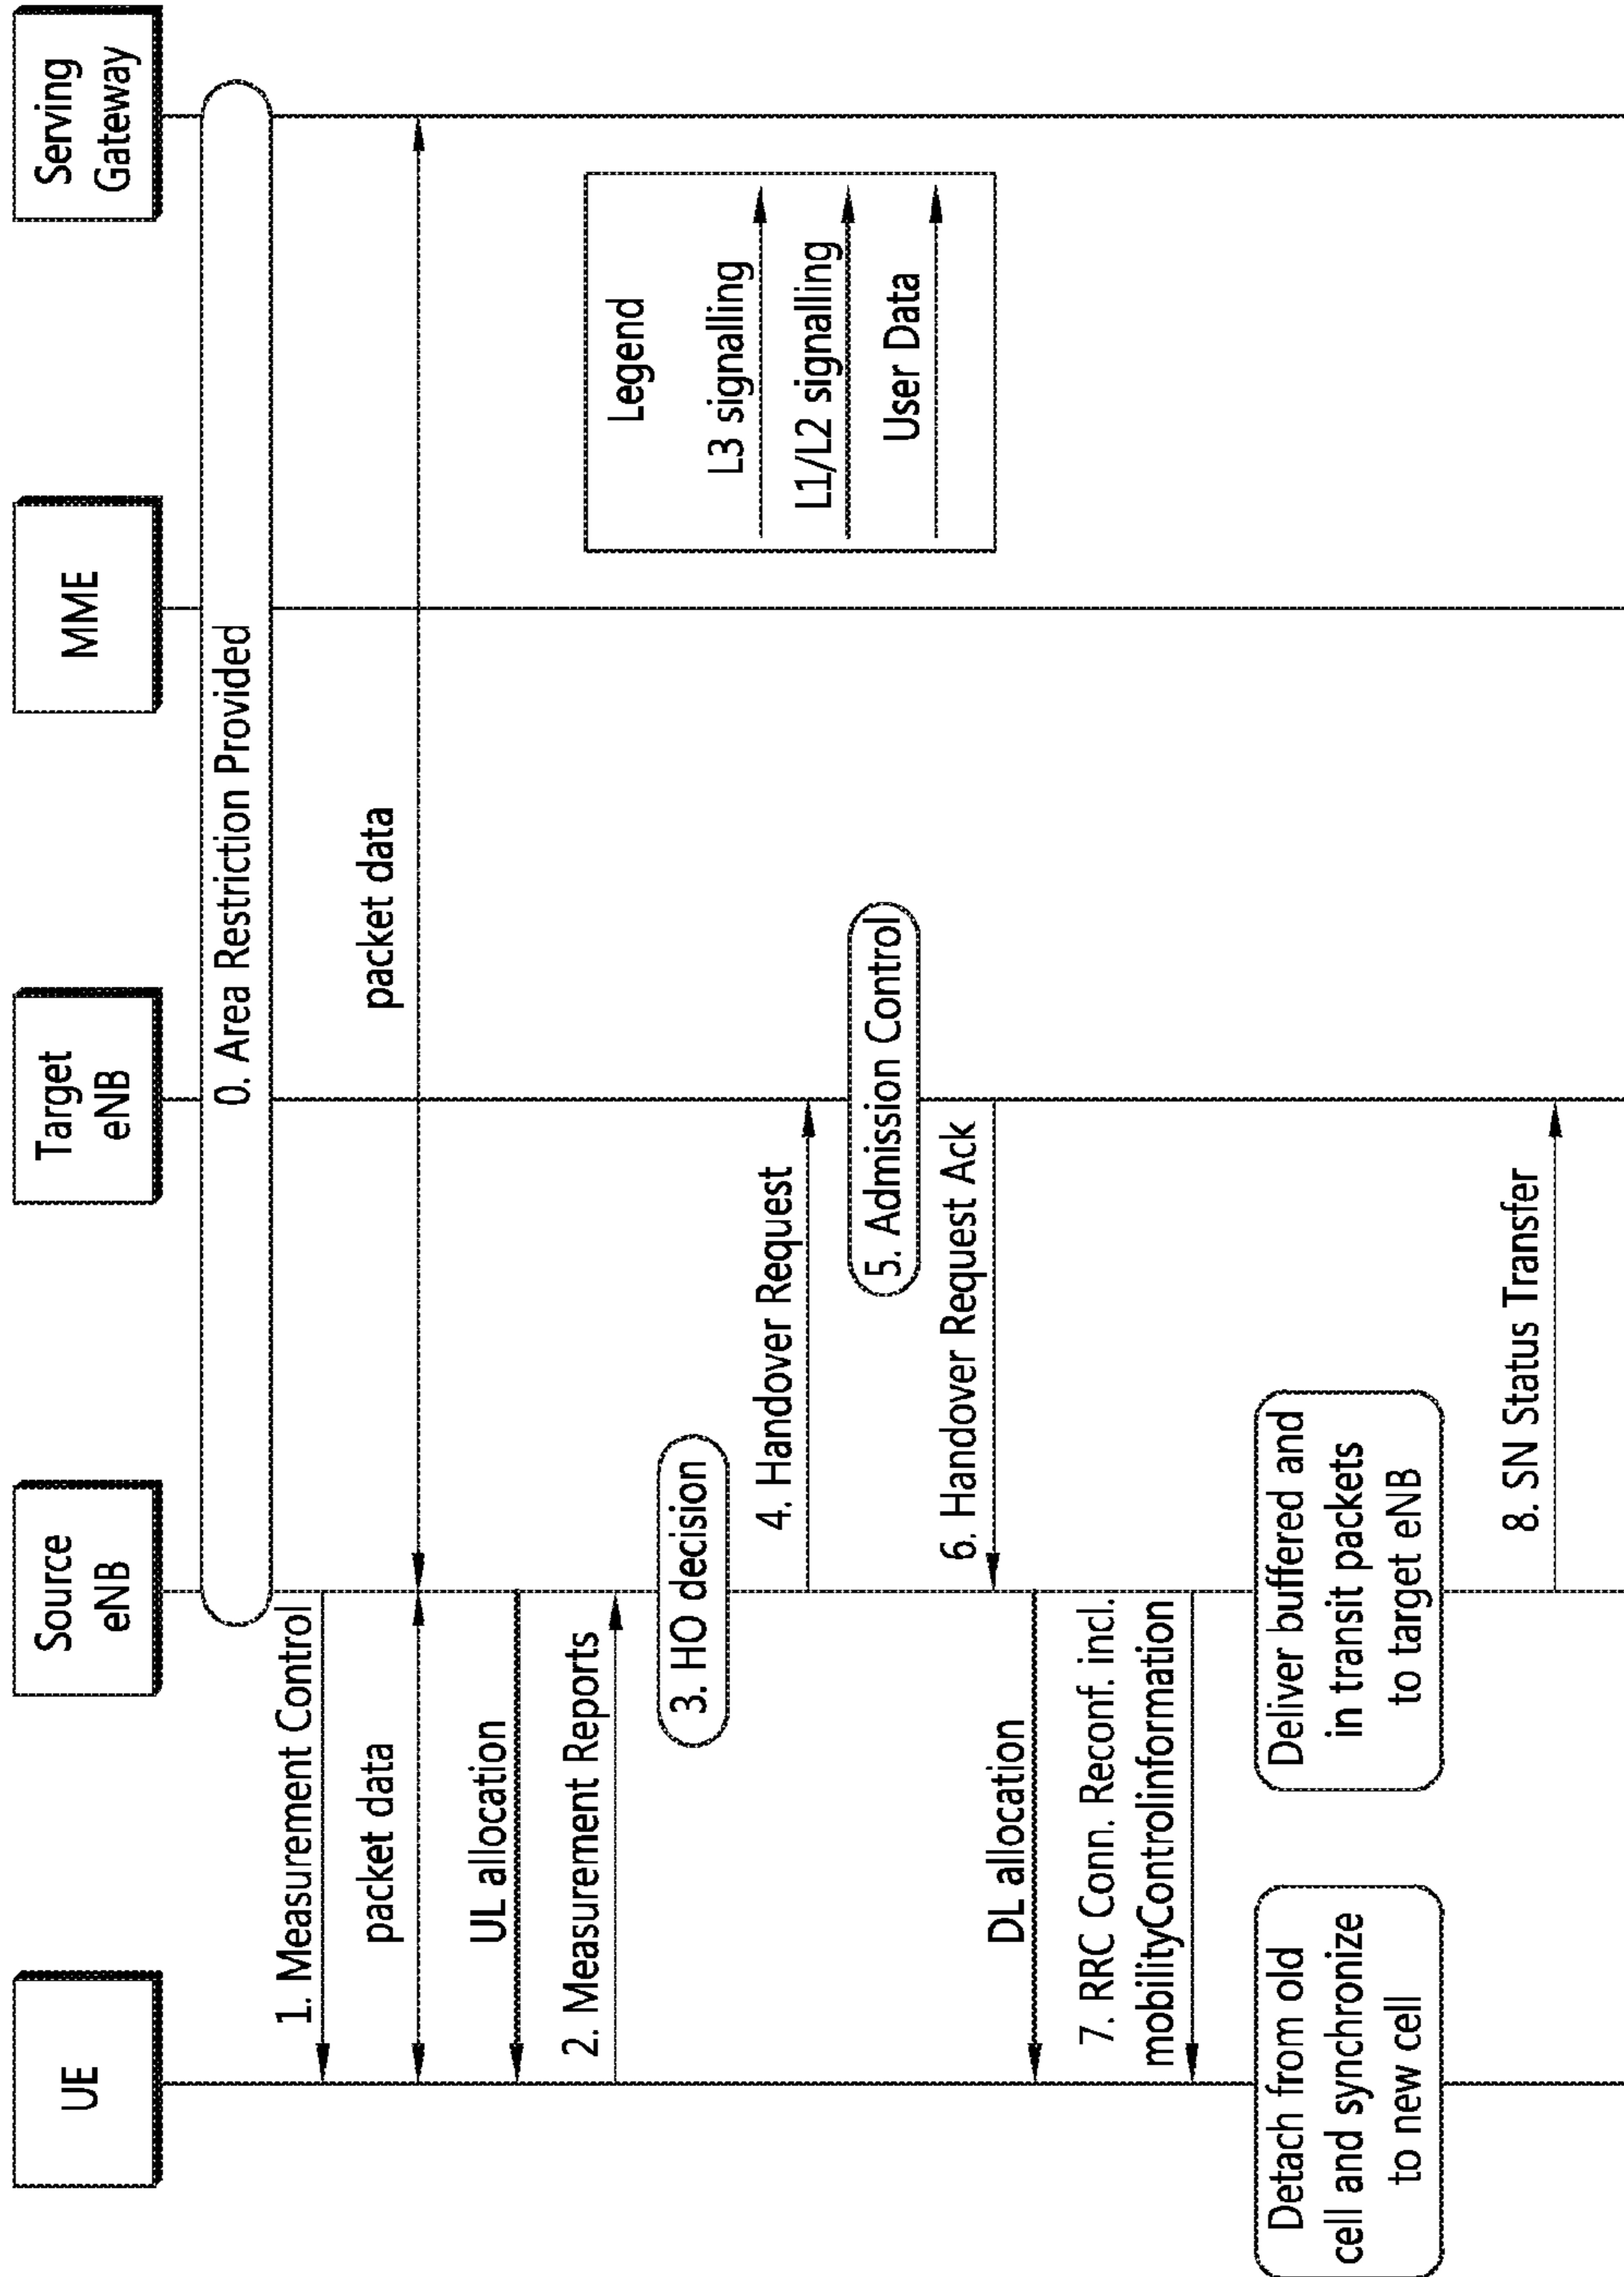 UE
Source
eNB
Target
eNB
MME
Serving
Gateway
0. Area Restriction Provided
1. Measurement Control
packet data
packet data
UL allocation
2. Measurement Reports
Legend
L3 signalling
L1/L2 signalling
User Data
3. HO decision
4. Handover Request
5. Admission Control
6. Handover Request Ack
DL allocation
7. RRC Conn. Reconf. incl.
mobilityControlinformation
Detach from old
cell and synchronize
to new cell
Deliver buffered and
in transit packets
to target eNB
8. SN Status Transfer